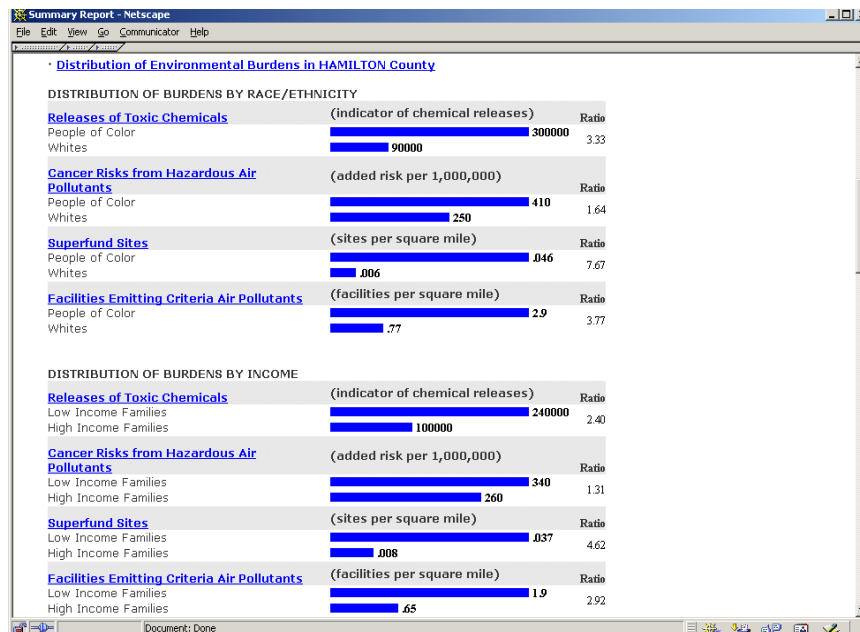 Summary Report - Netscape
File Edit View Go Communicator Help
· Distribution of Environmental Burdens in HAMILTON County
DISTRIBUTION OF BURDENS BY RACE/ETHNICITY
Releases of Toxic Chemicals (indicator of chemical releases) Ratio
People of Color 300000
3.33
Whites 90000
Cancer Risks from Hazardous Air
Pollutants (added risk per 1,000,000) Ratio
People of Color 410
1.64
Whites 250
Superfund Sites (sites per square mile) Ratio
People of Color .046
7.67
Whites .006
Facilities Emitting Criteria Air Pollutants (facilities per square mile) Ratio
People of Color 2.9
3.77
Whites .77
DISTRIBUTION OF BURDENS BY INCOME
Releases of Toxic Chemicals (indicator of chemical releases) Ratio
Low Income Families 240000
2.40
High Income Families 100000
Cancer Risks from Hazardous Air
Pollutants (added risk per 1,000,000) Ratio
Low Income Families 340
1.31
High Income Families 260
Superfund Sites (sites per square mile) Ratio
Low Income Families .037
4.62
High Income Families .008
Facilities Emitting Criteria Air Pollutants (facilities per square mile) Ratio
Low Income Families 1.9
2.92
High Income Families .65
Document: Done